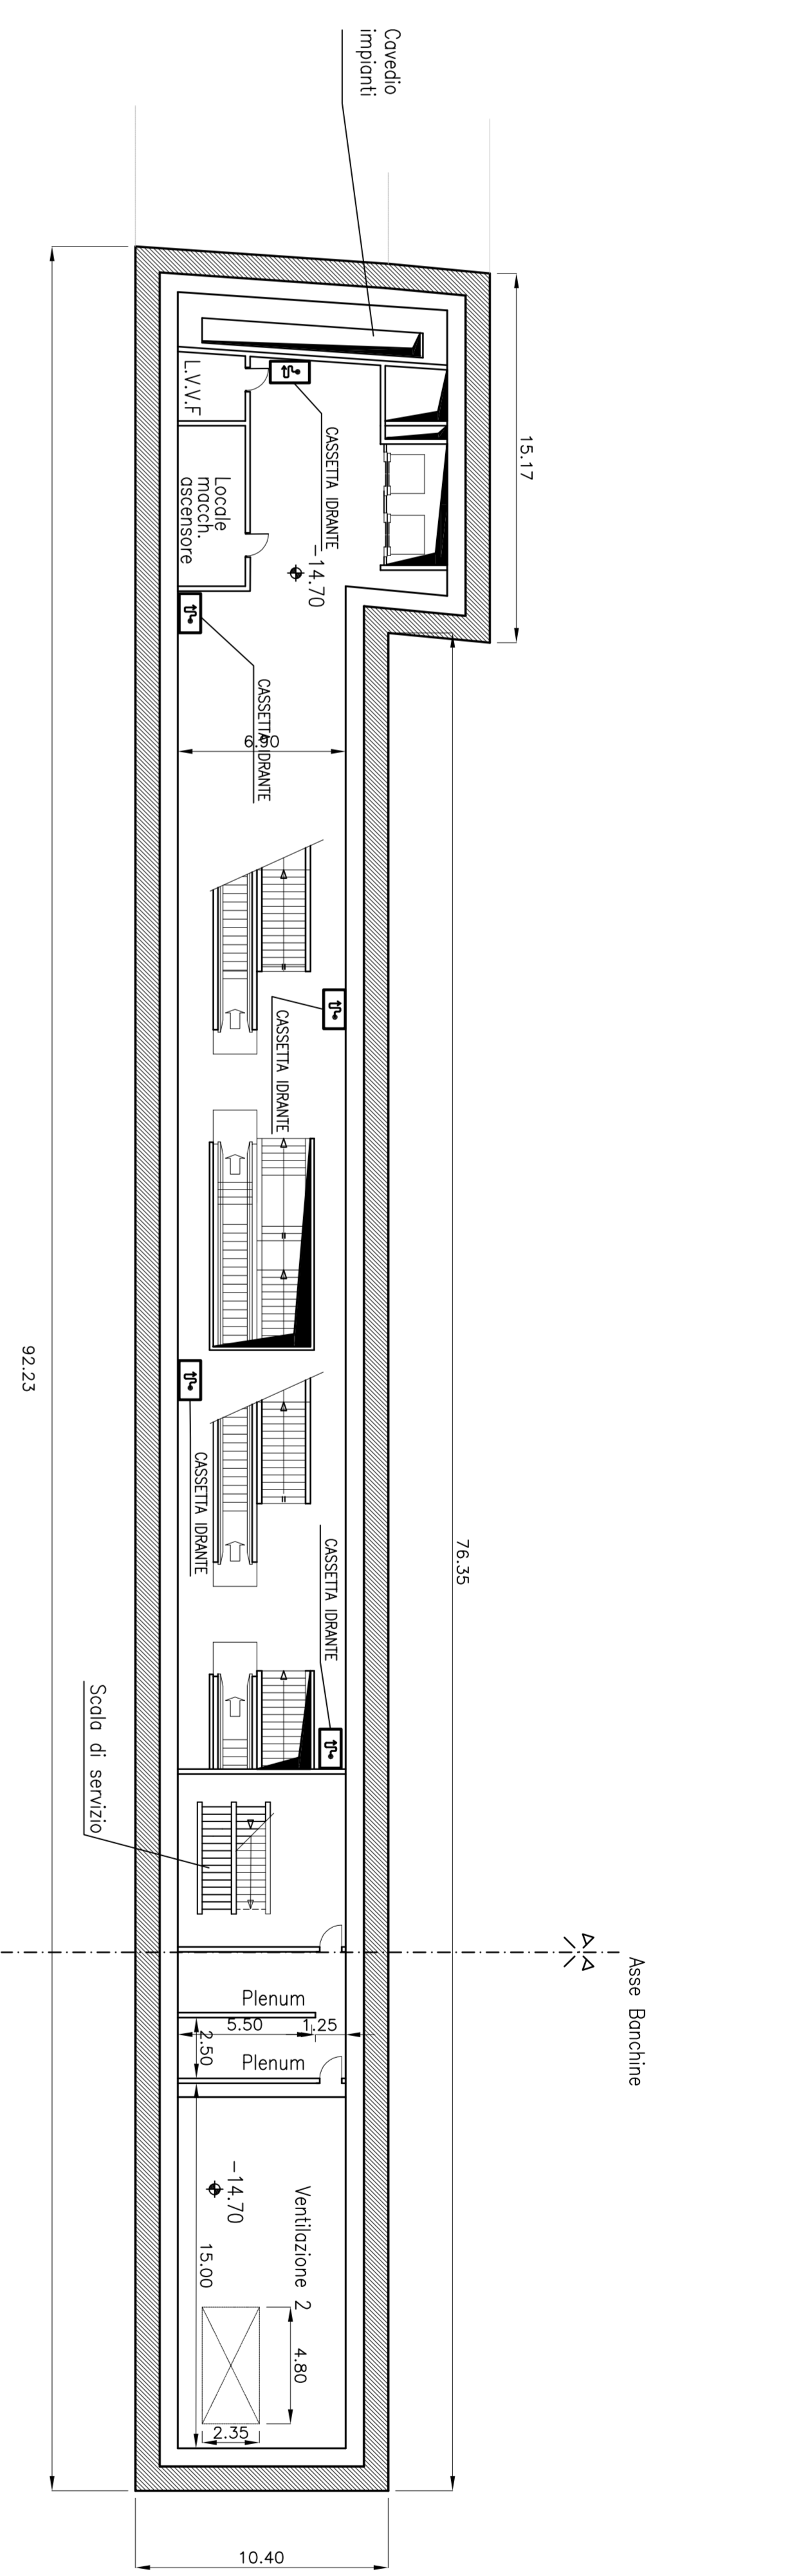 Cavedio
impianti
15.17
L.V.V.F
CASSETTA IDRANTE
Locale
macch.
ascensore
-14.70
CASSETTA IDRANTE
6.90
CASSETTA IDRANTE
92.23
76.35
CASSETTA IDRANTE
CASSETTA IDRANTE
Scala di servizio
Asse Banchine
Plenum
5.50
1.25
2.50
Plenum
-14.70
Ventilazione 2
15.00
4.80
2.35
10.40